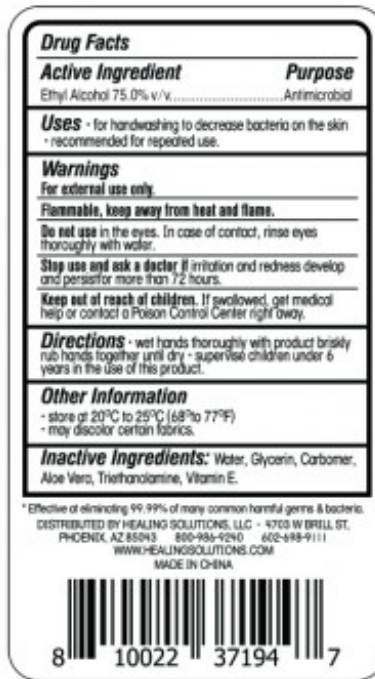 Drug Facts
Active Ingredient Purpose
Ethyl Alcohol 75.0% v/v.............................Antimicrobial
Uses - for handwashing to decrease bacteria on the skin
- recommended for repeated use.
Warnings
For external use only.
Flammable, keep away from heat and flame.
Do not use in the eyes. In case of contact, rinse eyes
thoroughly with water.
Stop use and ask a doctor if irritation and redness develop
and persistfor more than 72 hours.
Keep out of reach of children. If swallowed, get medical
help or contact a Poison Control Center right away.
Directions - wet hands thoroughly with product briskly
rub hands together until dry - supervise children under 6
years in the use of this product.
Other Information
- store at 20°C to 25°C (68°to 77°F)
- may discolor certain fabrics.
Inactive Ingredients: Water, Glycerin, Carbomer,
Aloe Vera, Triethanolamine, Vitamin E.
* Effective at eliminating 99.99% of many common harmful germs & bacteria.
DISTRIBUTED BY HEALING SOLUTIONS, LLC - 4703 W BRILL ST,
PHOENIX, AZ 85043 800-986-9240 602-698-9111
WWW.HEALINGSOLUTIONS.COM
MADE IN CHINA
8 10022 37194 7